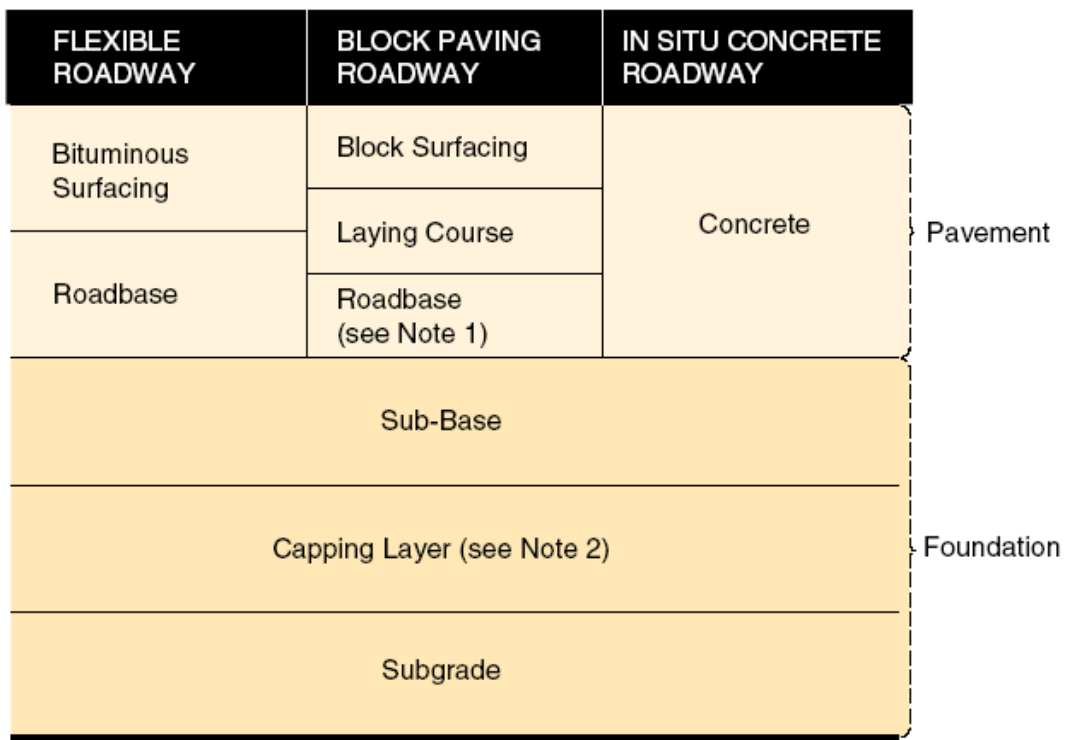 FLEXIBLE
ROADWAY
BLOCK PAVING
ROADWAY
IN SITU CONCRETE
ROADWAY
Bituminous
Surfacing
Roadbase
Block Surfacing
Laying Course
Roadbase
(see Note 1)
Concrete
Pavement
Sub-Base
Capping Layer (see Note 2)
Subgrade
Foundation